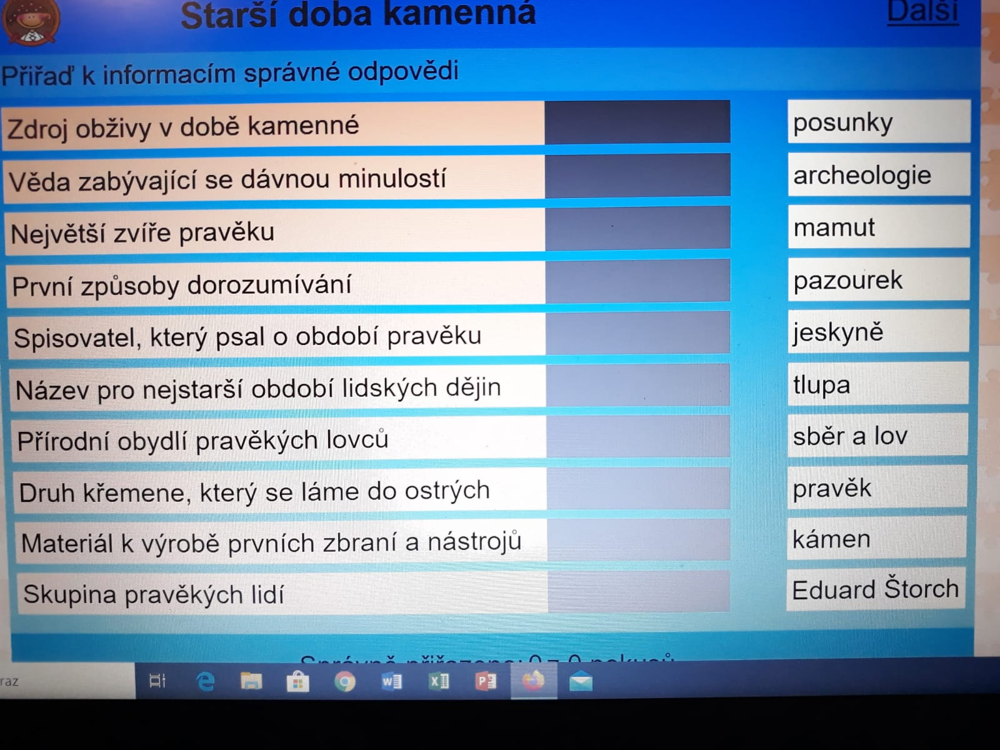 Starší doba kamenná
Další
Přiřaď k informacím správné odpovědi
Zdroj obživy v době kamenné
posunky
Věda zabývající se dávnou minulostí
archeologie
Největší zvíře pravěku
mamut
První způsoby dorozumívání
pazourek
Spisovatel, který psal o období pravěku
jeskyně
Název pro nejstarší období lidských dějin
tlupa
Přírodní obydlí pravěkých lovců
sběr a lov
Druh křemene, který se láme do ostrých
pravěk
Materiál k výrobě prvních zbraní a nástrojů
kámen
Skupina pravěkých lidí
Eduard Štorch
raz